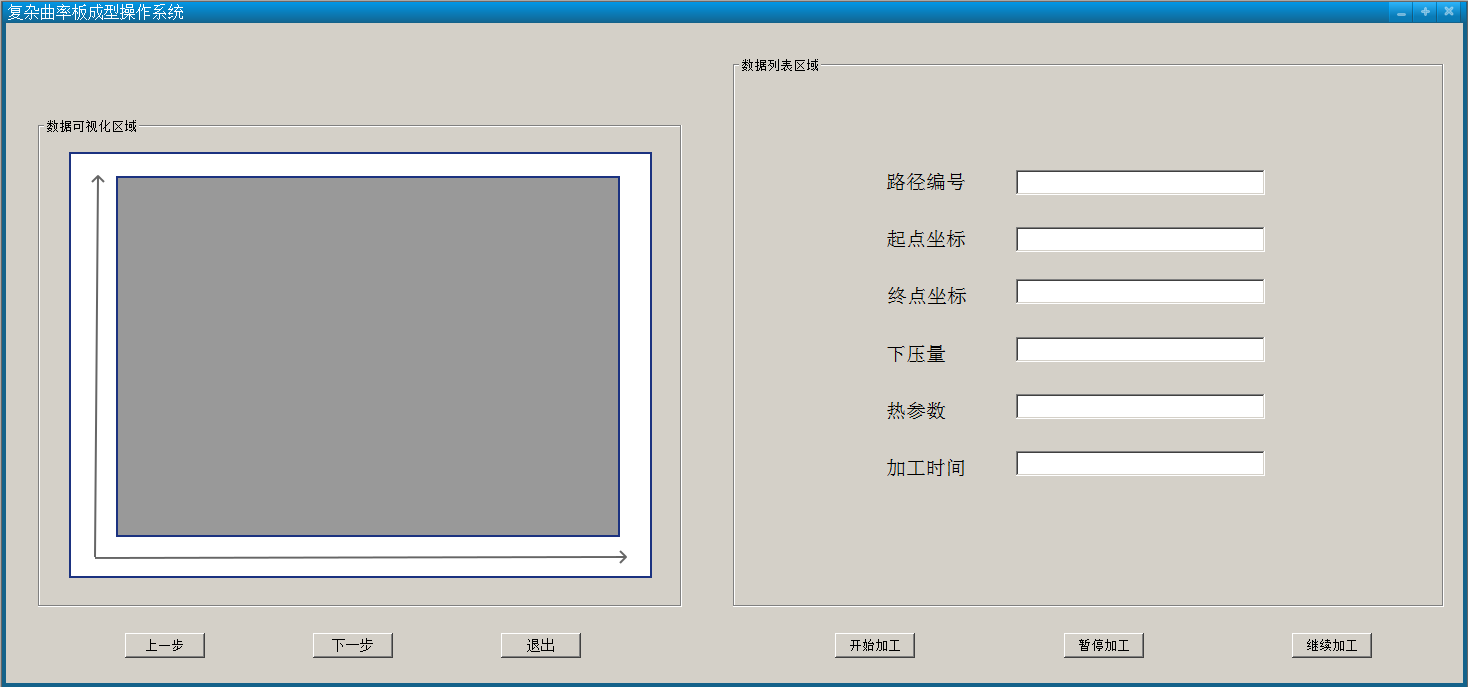 复杂曲率板成型操作系统
数据可视化区域
数据列表区域
路径编号
起点坐标
终点坐标
下压量
热参数
加工时间
上一步
下一步
退出
开始加工
暂停加工
继续加工